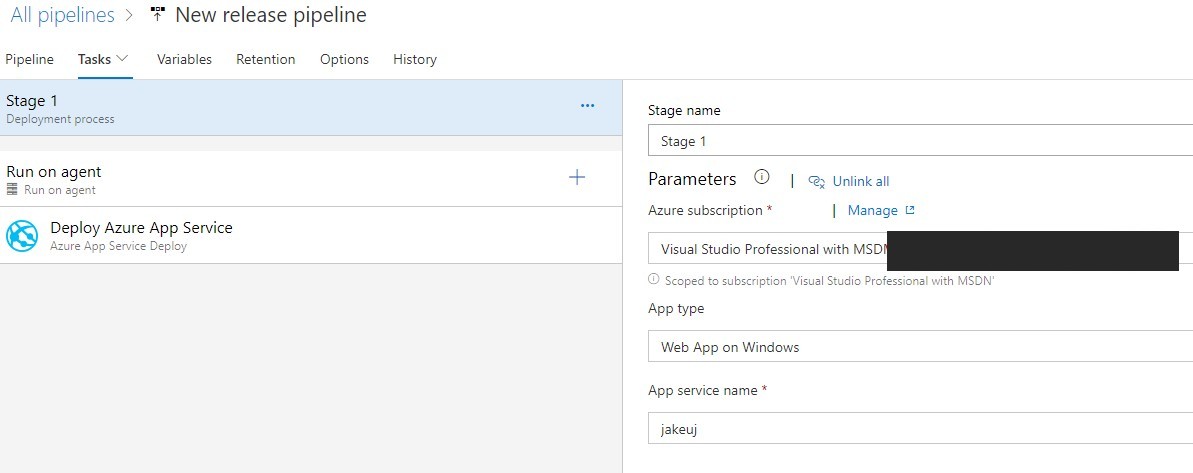 All pipelines > New release pipeline
Pipeline Tasks Variables Retention Options History
Stage 1
Deployment process
Run on agent
Run on agent
Deploy Azure App Service
Azure App Service Deploy
Stage name
Stage 1
Parameters | Unlink all
Azure subscription * | Manage
Visual Studio Professional with MSDN
Scoped to subscription 'Visual Studio Professional with MSDN'
App type
Web App on Windows
App service name *
jakeuj